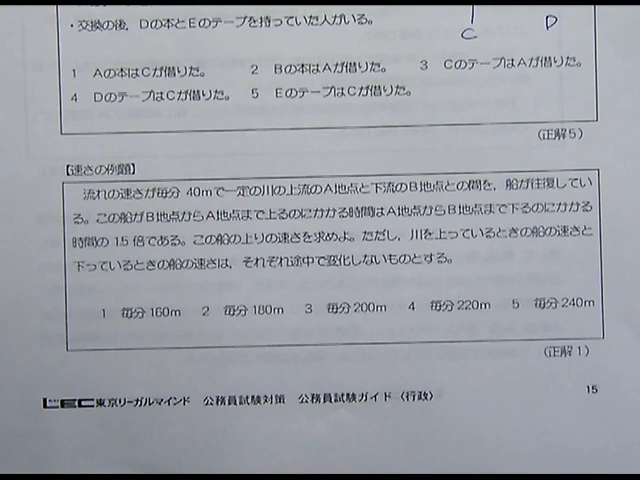 ・交換の後，Dの本とEのテープを持っていた人がいる。
C D
1 Aの本はCが借りた。 2 Bの本はAが借りた。 3 CのテープはAが借りた。
4 DのテープはCが借りた。 5 EのテープはCが借りた。
（正解5）
【速さの例題】
流れの速さが毎分 40mで一定の川の上流のA地点と下流のB地点との間を，船が往復してい
る。この船がB地点からA地点まで上るのにかかる時間はA地点からB地点まで下るのにかかる
時間の 1.5 倍である。この船の上りの速さを求めよ。ただし，川を上っているときの船の速さと
下っているときの船の速さは，それぞれ途中で変化しないものとする。
1 毎分160m 2 毎分180m 3 毎分200m 4 毎分220m 5 毎分240m
（正解1）
LEC東京リーガルマインド 公務員試験対策 公務員試験ガイド〈行政〉
15